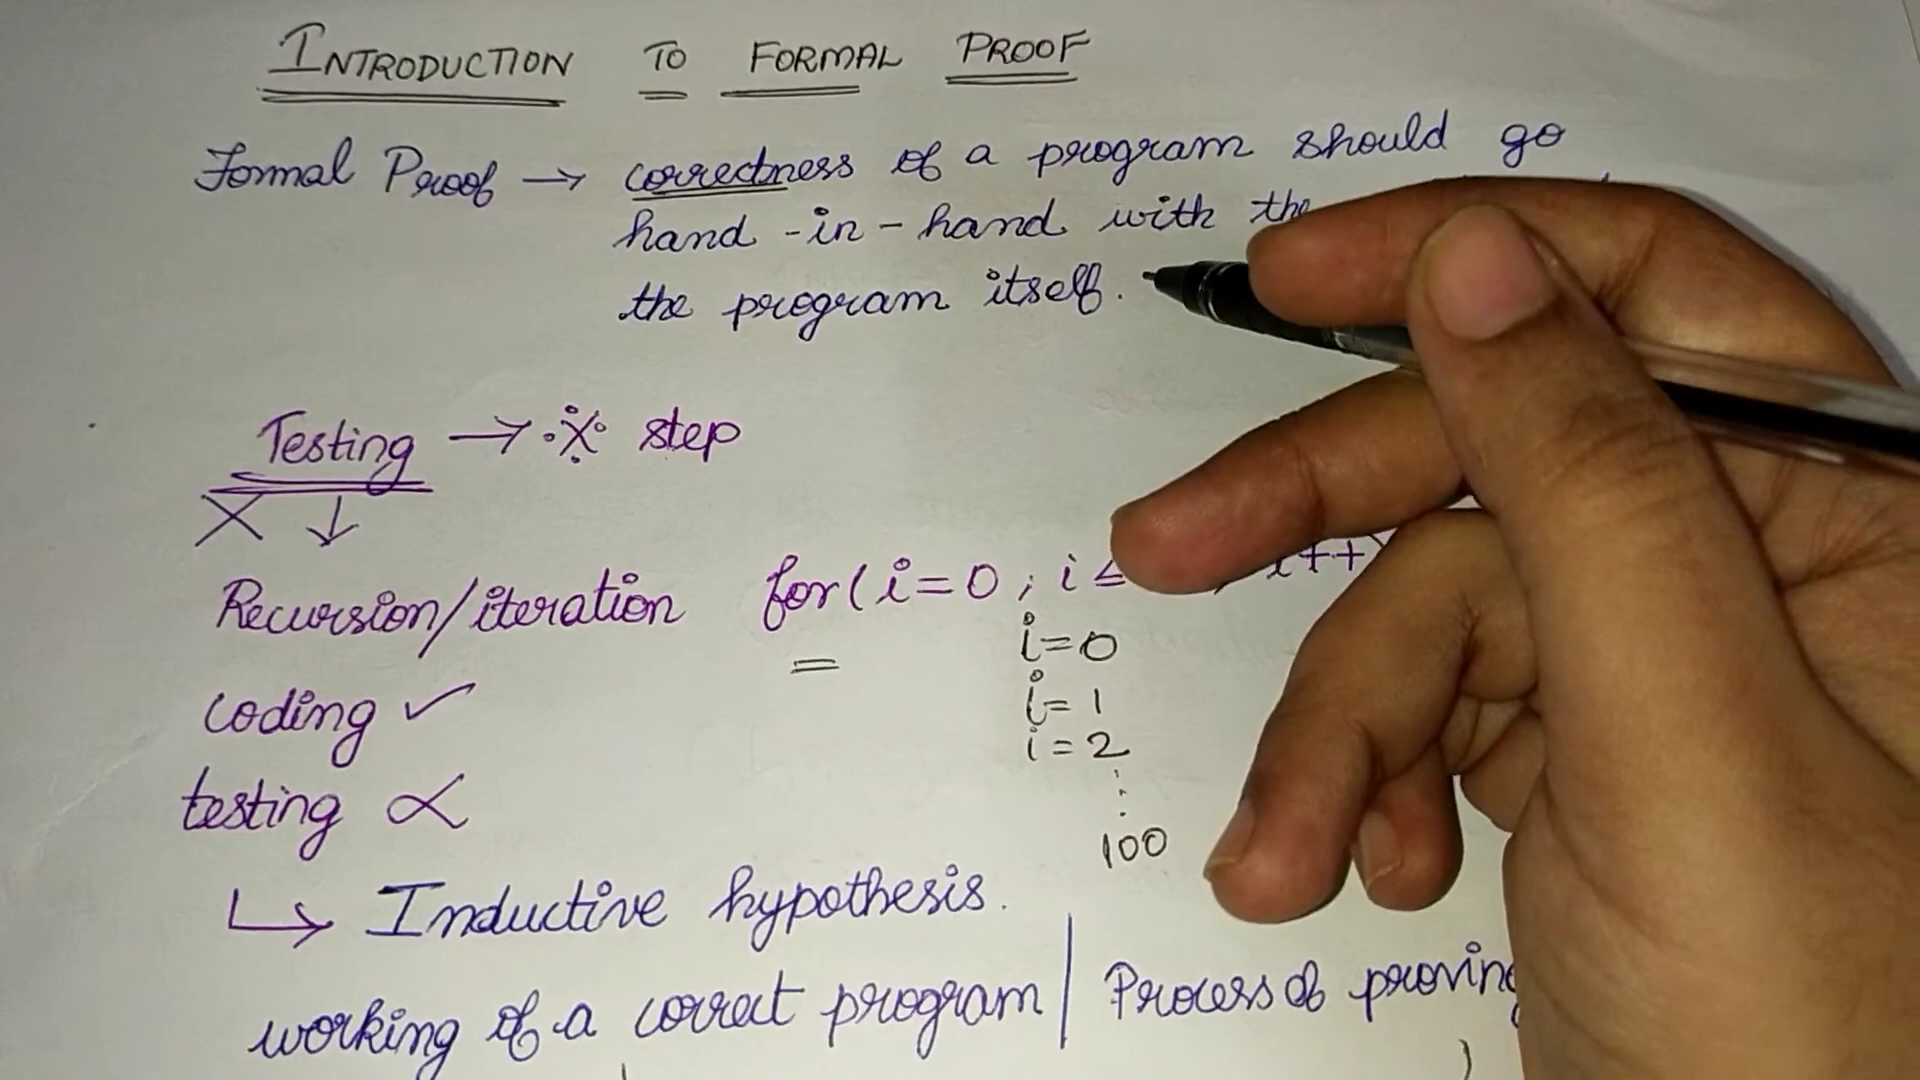 INTRODUCTION TO FORMAL PROOF
Formal Proof → correctness of a program should go
hand-in-hand with the
the program itself.
Testing → step
X ↓
Recursion/iteration for(i=0; i≤ i++)
=
i=0
i=1
i=2
100
coding ✓
testing
↳ Inductive hypothesis.
working of a correct program | Process of proving